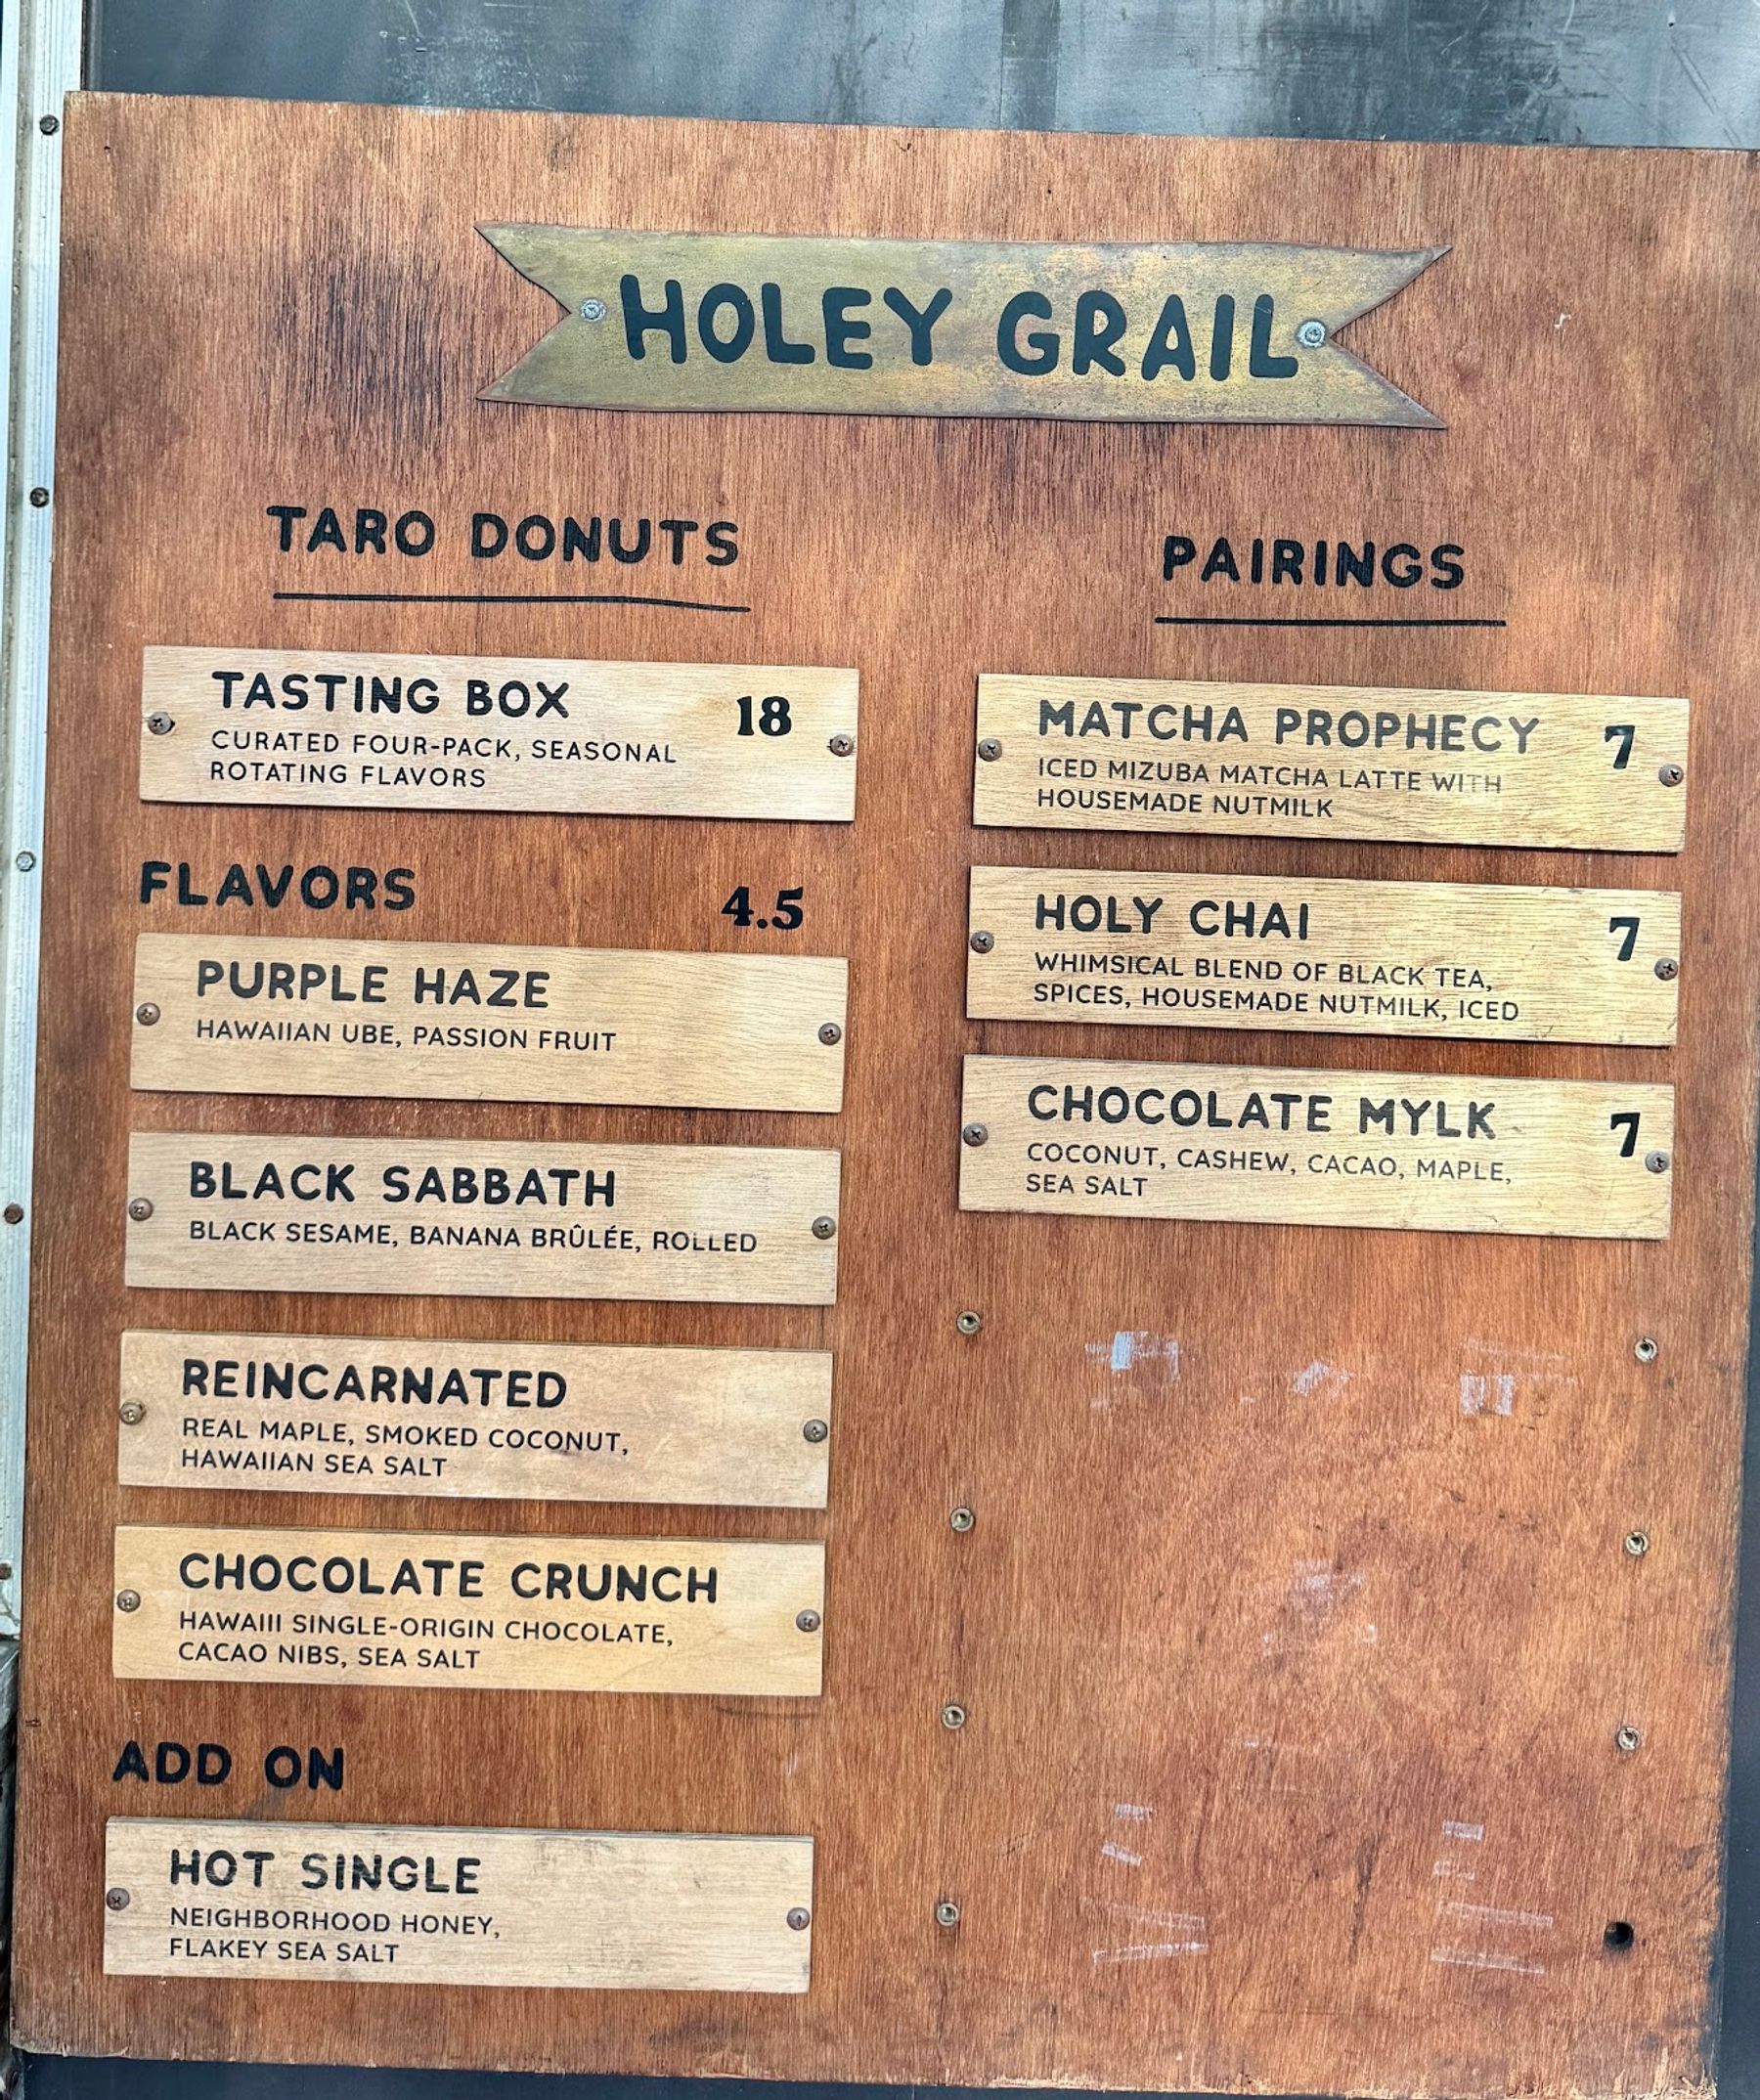 HOLEY GRAIL
TARO DONUTS
TASTING BOX 18
CURATED FOUR-PACK, SEASONAL
ROTATING FLAVORS
FLAVORS 4.5
PURPLE HAZE
HAWAIIAN UBE, PASSION FRUIT
BLACK SABBATH
BLACK SESAME, BANANA BRÛLÉE, ROLLED
REINCARNATED
REAL MAPLE, SMOKED COCONUT,
HAWAIIAN SEA SALT
CHOCOLATE CRUNCH
HAWAIII SINGLE-ORIGIN CHOCOLATE,
CACAO NIBS, SEA SALT
ADD ON
HOT SINGLE
NEIGHBORHOOD HONEY,
FLAKEY SEA SALT
PAIRINGS
MATCHA PROPHECY 7
ICED MIZUBA MATCHA LATTE WITH
HOUSEMADE NUTMILK
HOLY CHAI 7
WHIMSICAL BLEND OF BLACK TEA,
SPICES, HOUSEMADE NUTMILK, ICED
CHOCOLATE MYLK 7
COCONUT, CASHEW, CACAO, MAPLE,
SEA SALT